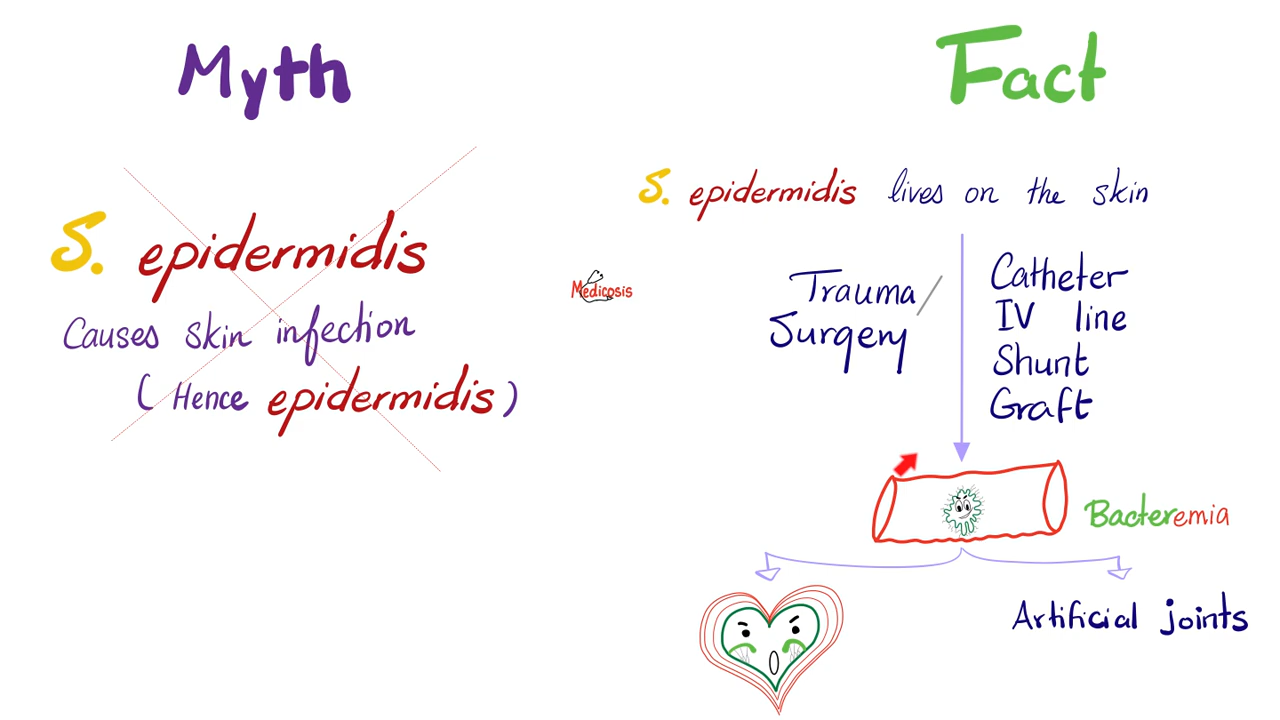 Myth
S. epidermidis
Causes skin infection
( Hence epidermidis )
Medicosis
Fact
S. epidermidis lives on the skin
Trauma /
Surgery
Catheter
IV line
Shunt
Graft
Bacteremia
Artificial joints